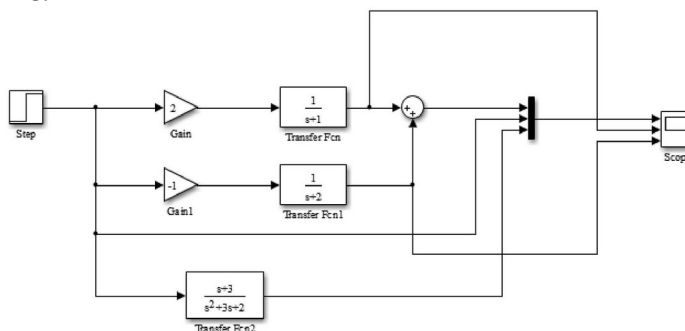 Step
2
Gain
1
s+1
Transfer Fcn
+
+
-1
Gain1
1
s+2
Transfer Fcn1
s+3
s²+3s+2
Transfer Fcn2
Scop